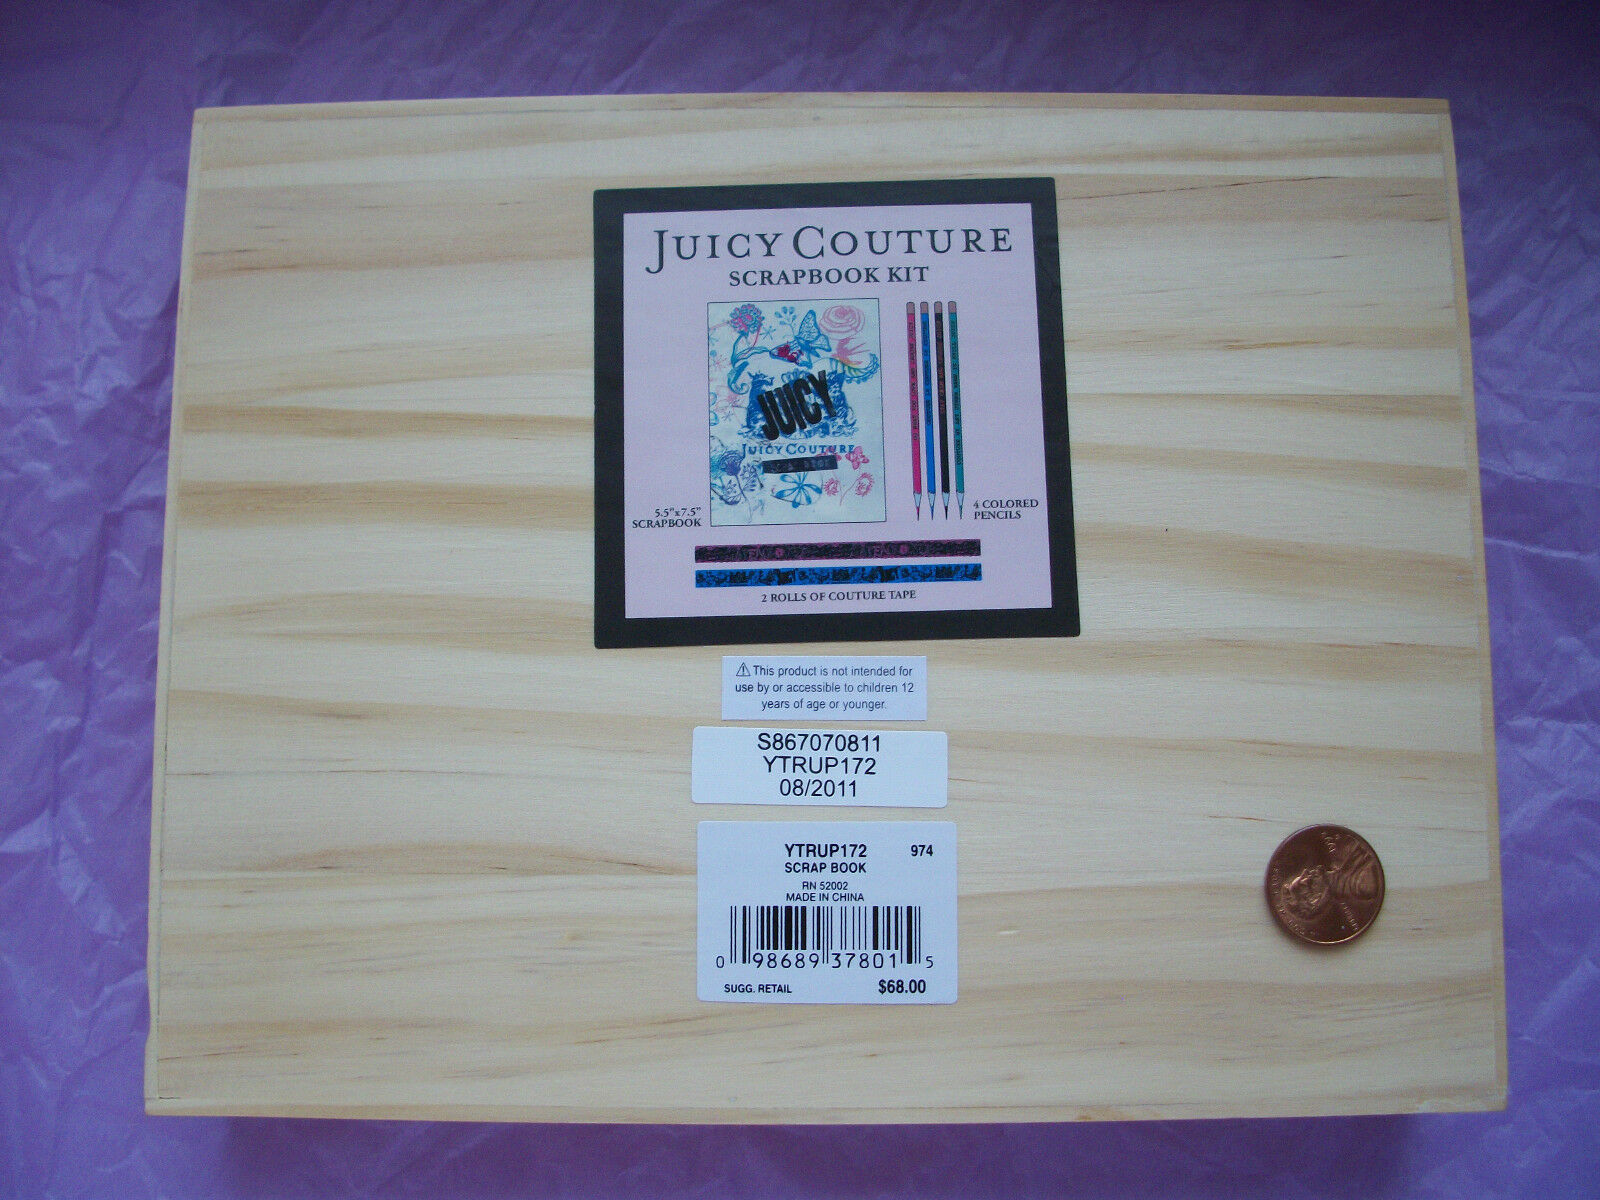 JUICY COUTURE
SCRAPBOOK KIT
JUICY
JUICY COUTURE
5.5"x7.5"
SCRAPBOOK
4 COLORED
PENCILS
2 ROLLS OF COUTURE TAPE
⚠ This product is not intended for
use by or accessible to children 12
years of age or younger.
S867070811
YTRUP172
08/2011
YTRUP172 974
SCRAP BOOK
RN 52002
MADE IN CHINA
0 98689 37801 5
SUGG. RETAIL $68.00